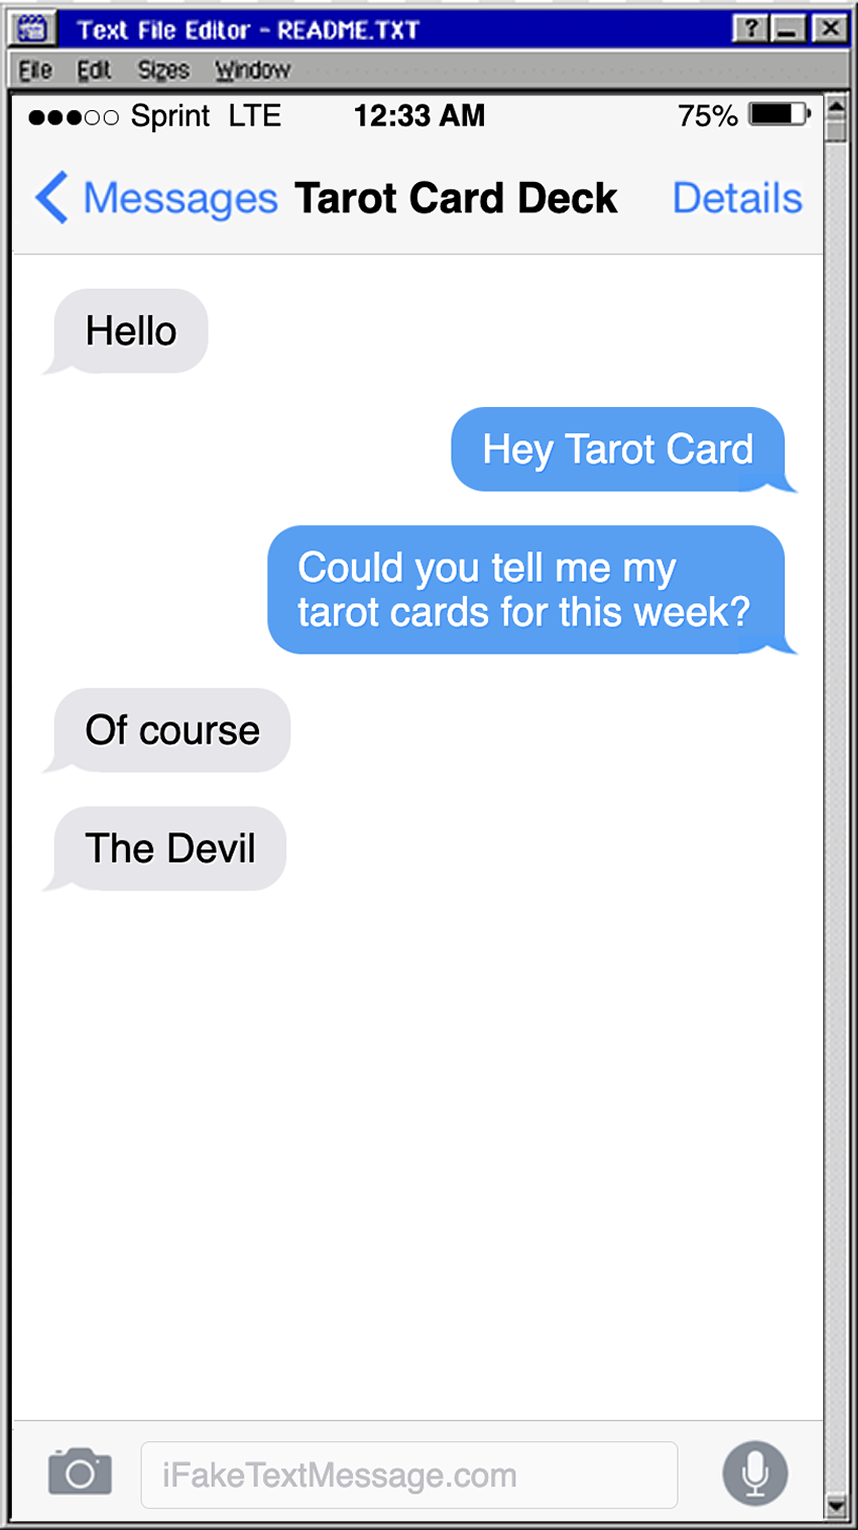 Text File Editor - README.TXT
File Edit Sizes Window
Sprint LTE 12:33 AM 75%
Messages Tarot Card Deck Details
Hello
Hey Tarot Card
Could you tell me my
tarot cards for this week?
Of course
The Devil
iFakeTextMessage.com